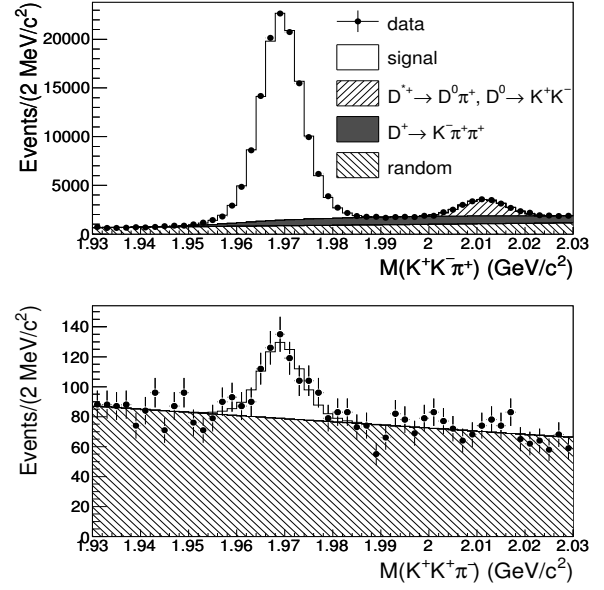 Events/(2 MeV/c²)
20000
15000
10000
5000
0
data
signal
D*⁺→ D⁰π⁺, D⁰→ K⁺K⁻
D⁺→ K⁻π⁺π⁺
random
1.93 1.94 1.95 1.96 1.97 1.98 1.99 2 2.01 2.02 2.03
M(K⁺K⁻π⁺) (GeV/c²)
Events/(2 MeV/c²)
140
120
100
80
60
40
20
0
1.93 1.94 1.95 1.96 1.97 1.98 1.99 2 2.01 2.02 2.03
M(K⁺K⁺π⁻) (GeV/c²)